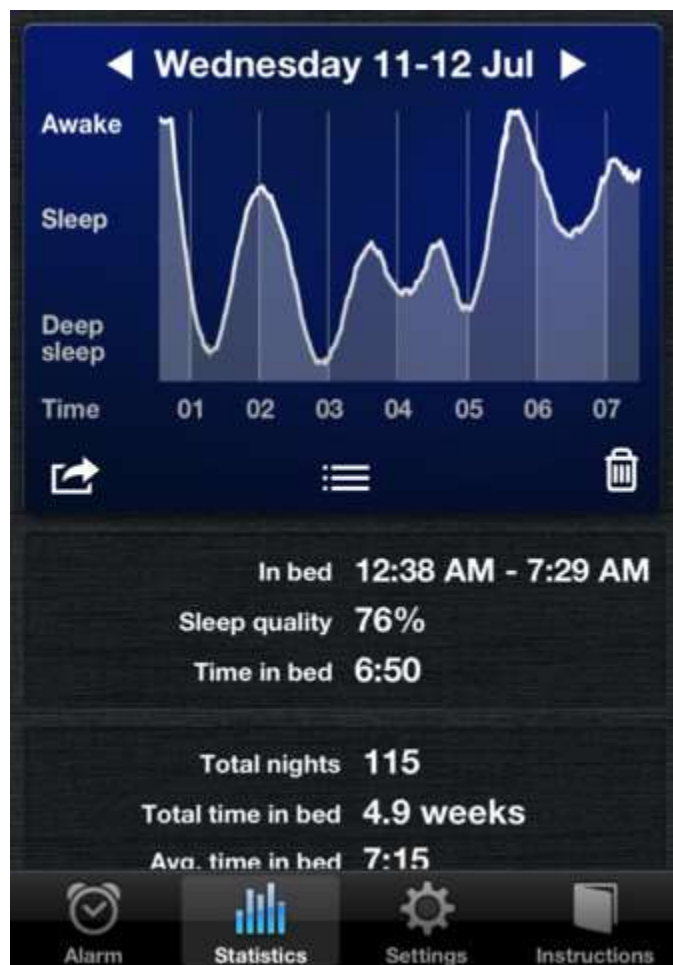 Wednesday 11-12 Jul
Awake
Sleep
Deep
sleep
Time 01 02 03 04 05 06 07
In bed 12:38 AM - 7:29 AM
Sleep quality 76%
Time in bed 6:50
Total nights 115
Total time in bed 4.9 weeks
Avg. time in bed 7:15
Alarm Statistics Settings Instructions